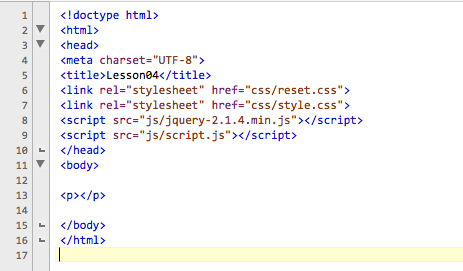 1 <!doctype html>
2 <html>
3 <head>
4 <meta charset="UTF-8">
5 <title>Lesson04</title>
6 <link rel="stylesheet" href="css/reset.css">
7 <link rel="stylesheet" href="css/style.css">
8 <script src="js/jquery-2.1.4.min.js"></script>
9 <script src="js/script.js"></script>
10 </head>
11 <body>
12
13 <p></p>
14
15 </body>
16 </html>
17